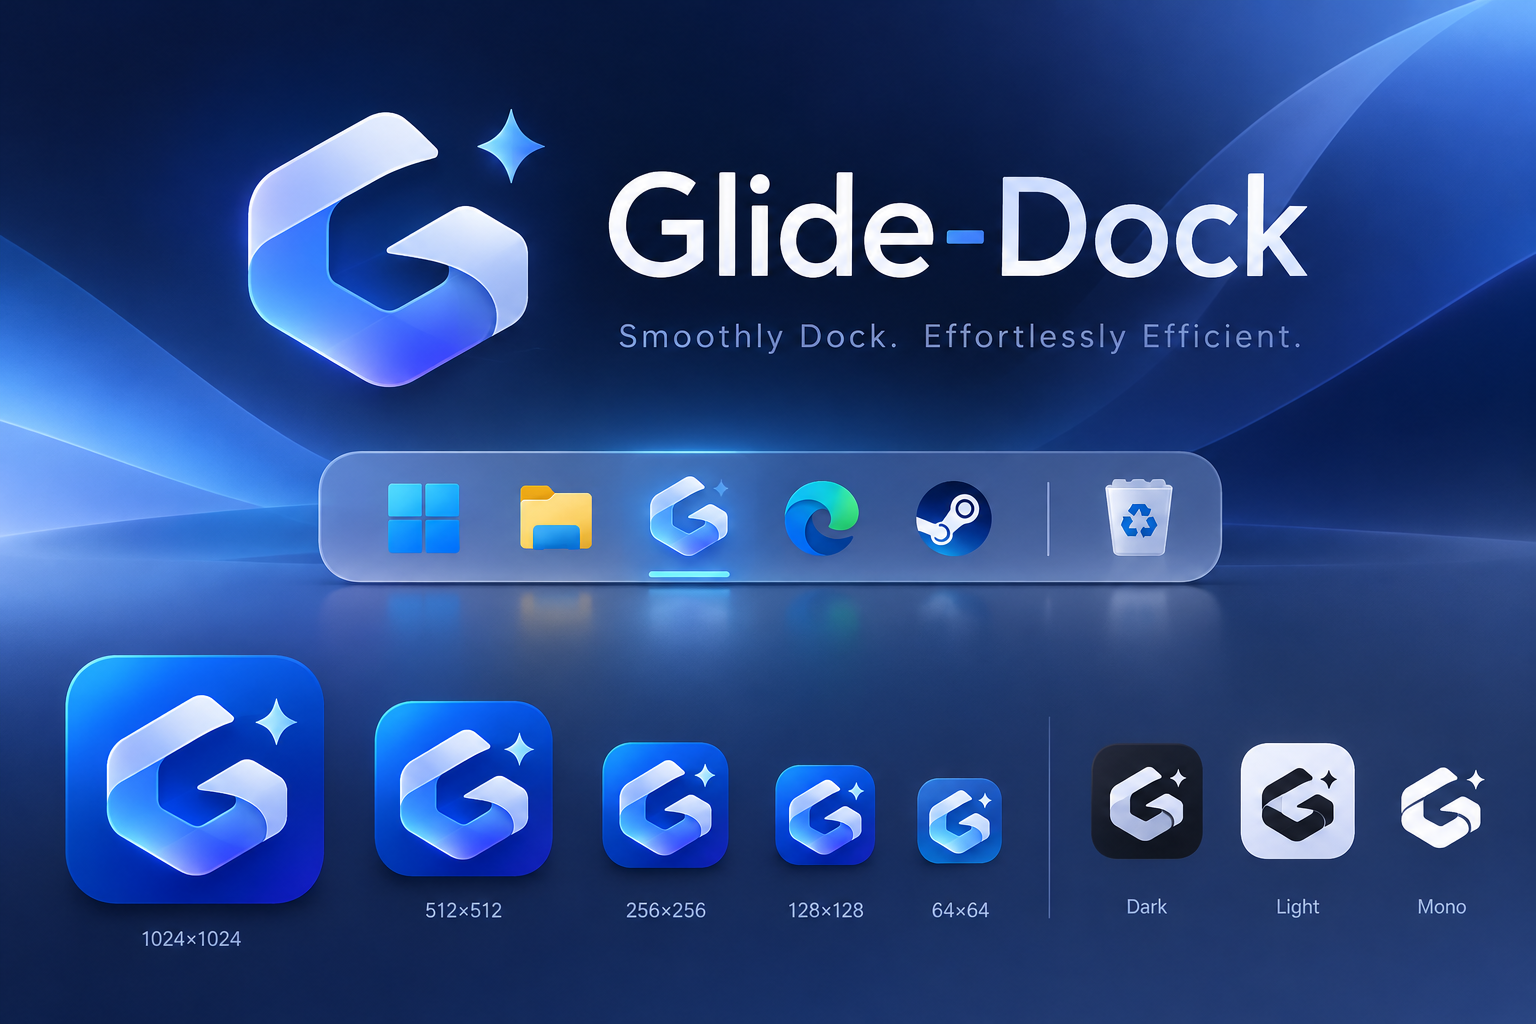 Glide-Dock
Smoothly Dock. Effortlessly Efficient.
1024×1024
512×512
256×256
128×128
64×64
Dark
Light
Mono